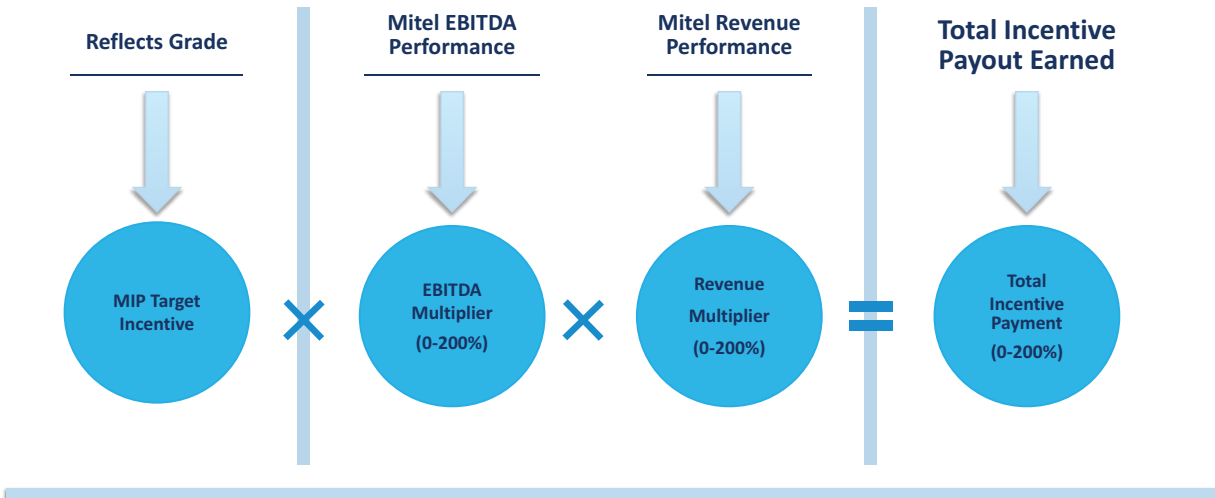 Reflects Grade
Mitel EBITDA
Performance
Mitel Revenue
Performance
Total Incentive
Payout Earned
MIP Target
Incentive
×
EBITDA
Multiplier
(0-200%)
×
Revenue
Multiplier
(0-200%)
=
Total
Incentive
Payment
(0-200%)